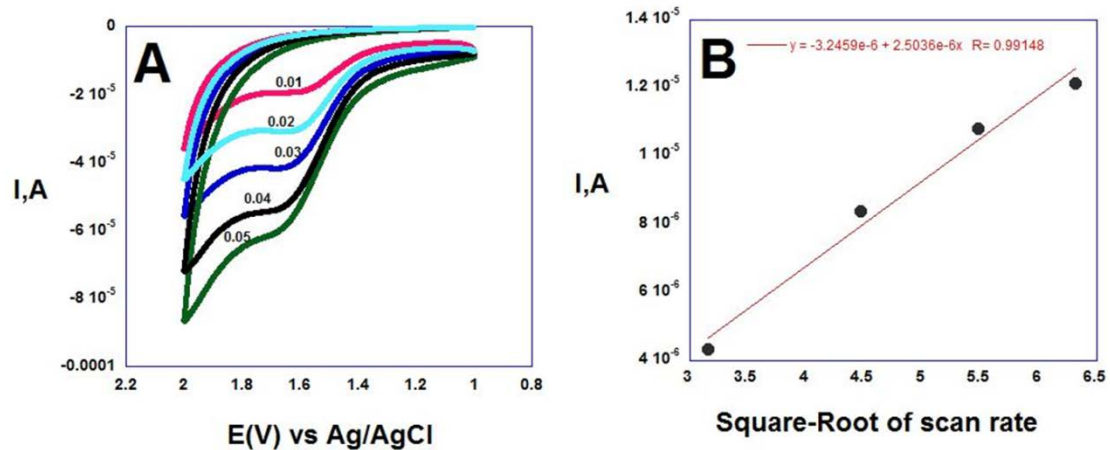 A
0
-2 10⁻⁵
-4 10⁻⁵
-6 10⁻⁵
-8 10⁻⁵
-0.0001
I,A
0.01
0.02
0.03
0.04
0.05
2.2 2 1.8 1.6 1.4 1.2 1 0.8
E(V) vs Ag/AgCl
B
y = -3.2459e-6 + 2.5036e-6x R= 0.99148
1.4 10⁻⁵
1.2 10⁻⁵
1 10⁻⁵
8 10⁻⁶
6 10⁻⁶
4 10⁻⁶
I,A
3 3.5 4 4.5 5 5.5 6 6.5
Square-Root of scan rate